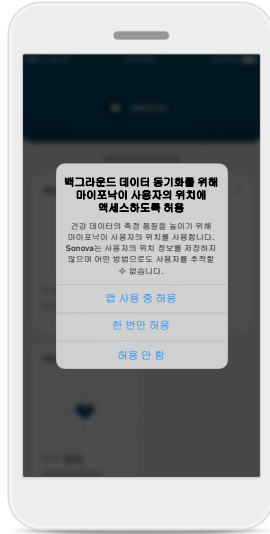 백그라운드 데이터 동기화를 위해
마이포낙이 사용자의 위치에
액세스하도록 허용
건강 데이터의 측정 품질을 높이기 위해
마이포낙이 사용자의 위치를 사용합니다.
Sonova는 사용자의 위치 정보를 저장하지
않으며 어떤 방법으로도 사용자를 추적할
수 없습니다.
앱 사용 중 허용
한 번만 허용
허용 안 함